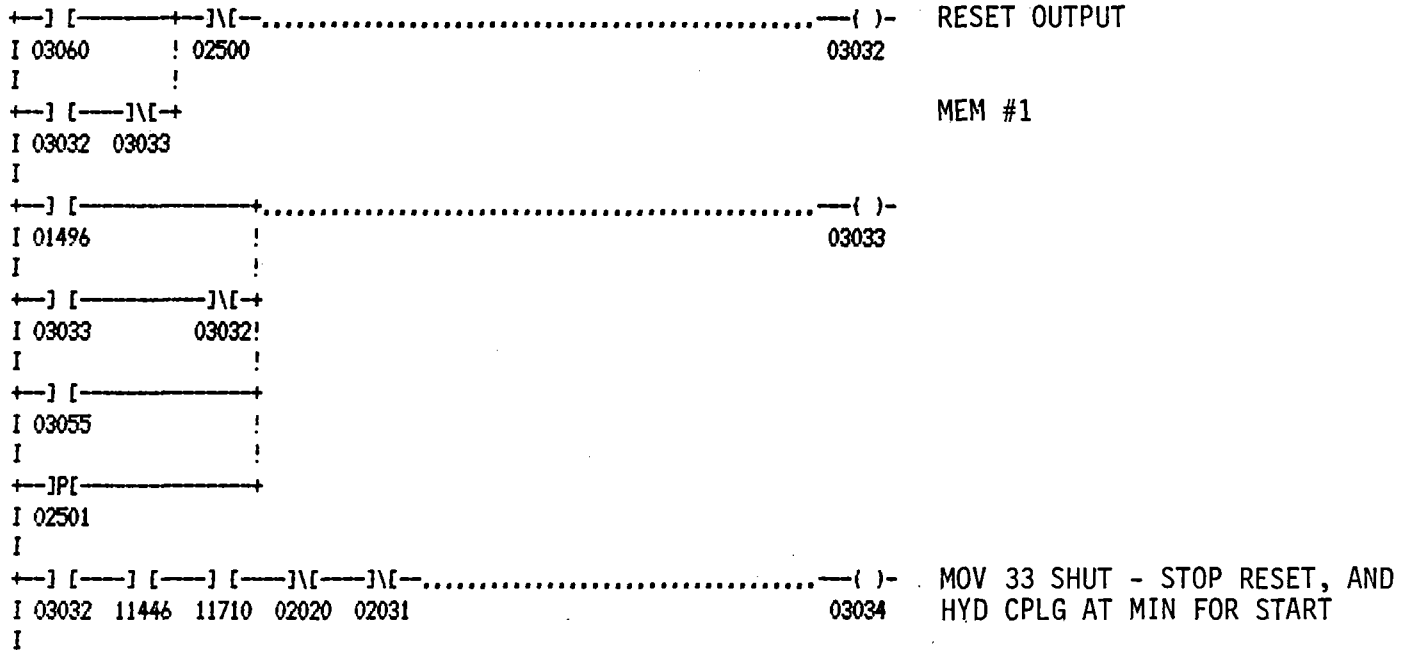 +--] [--------+--]\[--...............................................---( )-  RESET OUTPUT
I 03060       ! 02500                                                03032
I             !
+--] [----]\[-+                                                               MEM #1
I 03032  03033
I
+--] [---------------+...............................................---( )-
I 01496              !                                               03033
I                    !
+--] [-----------]\[-+
I 03033         03032!
I                    !
+--] [---------------+
I 03055              !
I                    !
+--]P[---------------+
I 02501
I
+--] [----] [----] [----]\[----]\[--.................................---( )-  MOV 33 SHUT - STOP RESET, AND
I 03032  11446  11710  02020  02031                                  03034    HYD CPLG AT MIN FOR START
I